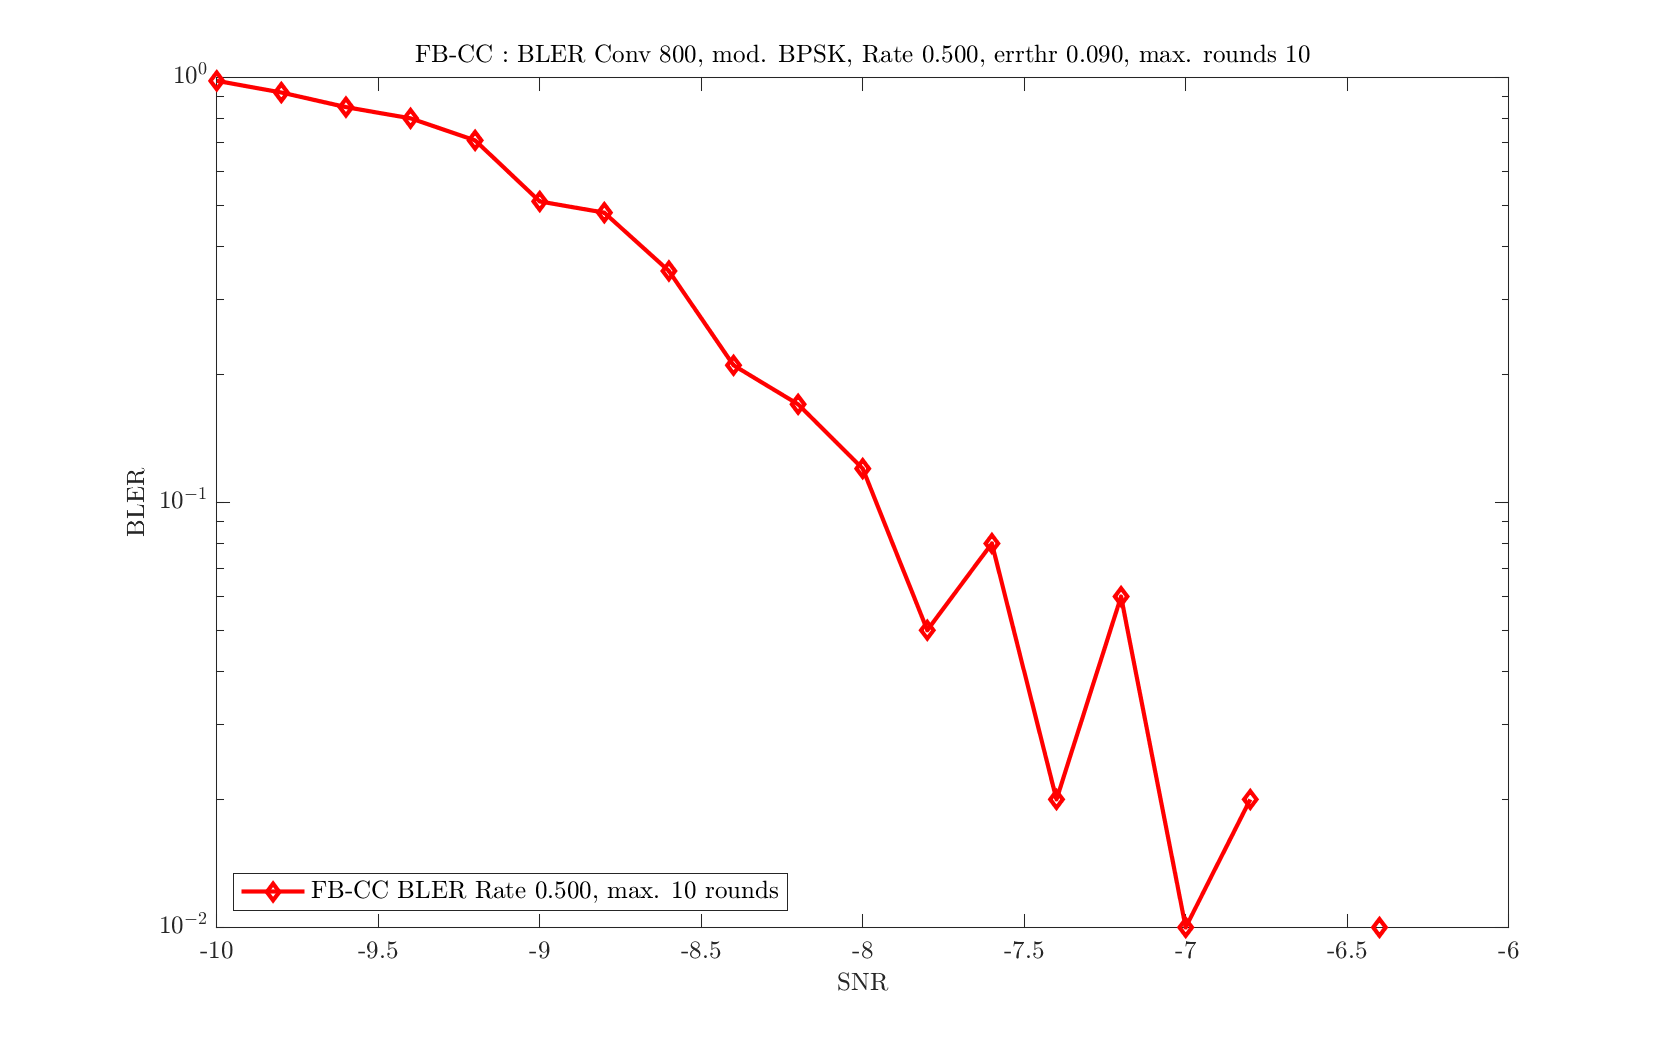 FB-CC : BLER Conv 800, mod. BPSK, Rate 0.500, errthr 0.090, max. rounds 10
10^0
10^-1
10^-2
BLER
FB-CC BLER Rate 0.500, max. 10 rounds
-10 -9.5 -9 -8.5 -8 -7.5 -7 -6.5 -6
SNR